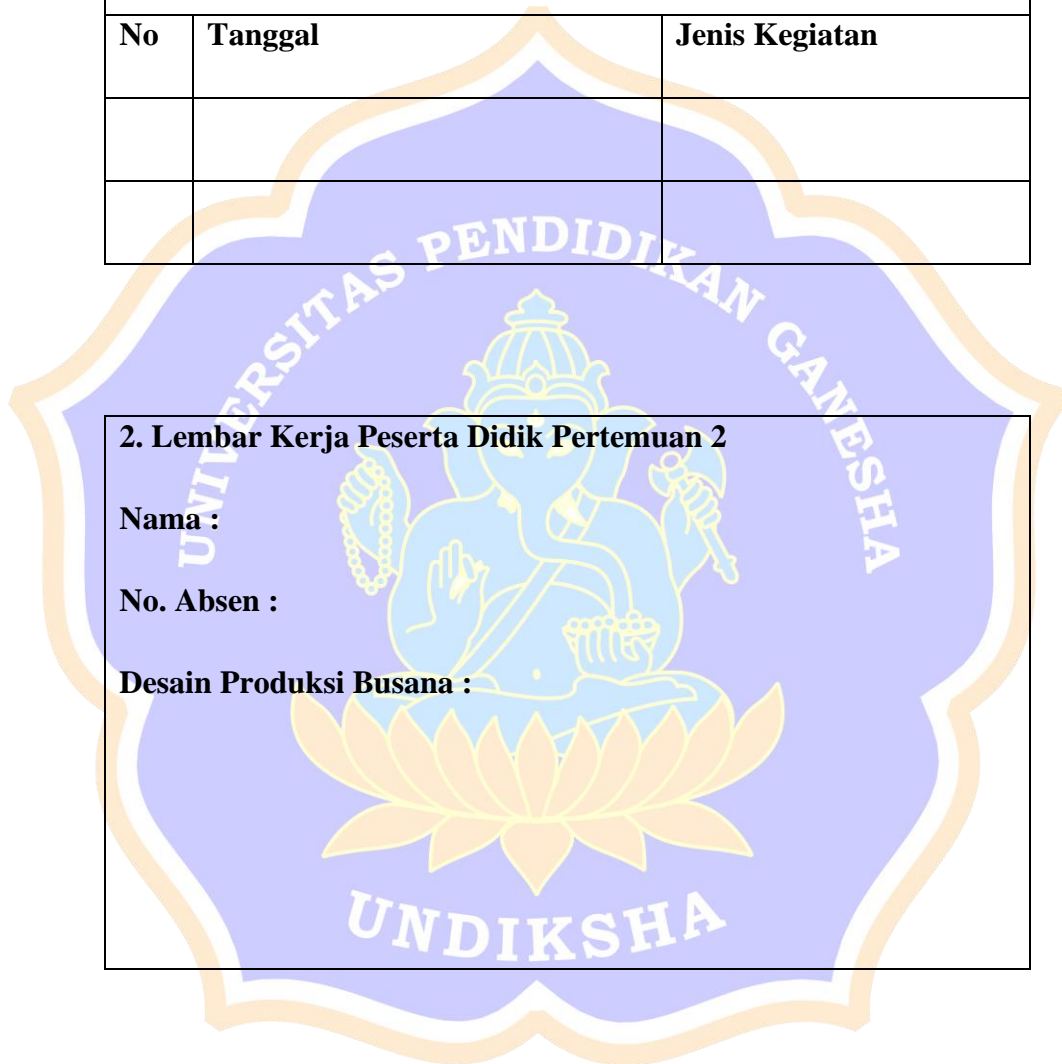 No Tanggal Jenis Kegiatan
UNIVERSITAS PENDIDIKAN GANESHA
2. Lembar Kerja Peserta Didik Pertemuan 2
Nama :
No. Absen :
Desain Produksi Busana :
UNDIKSHA